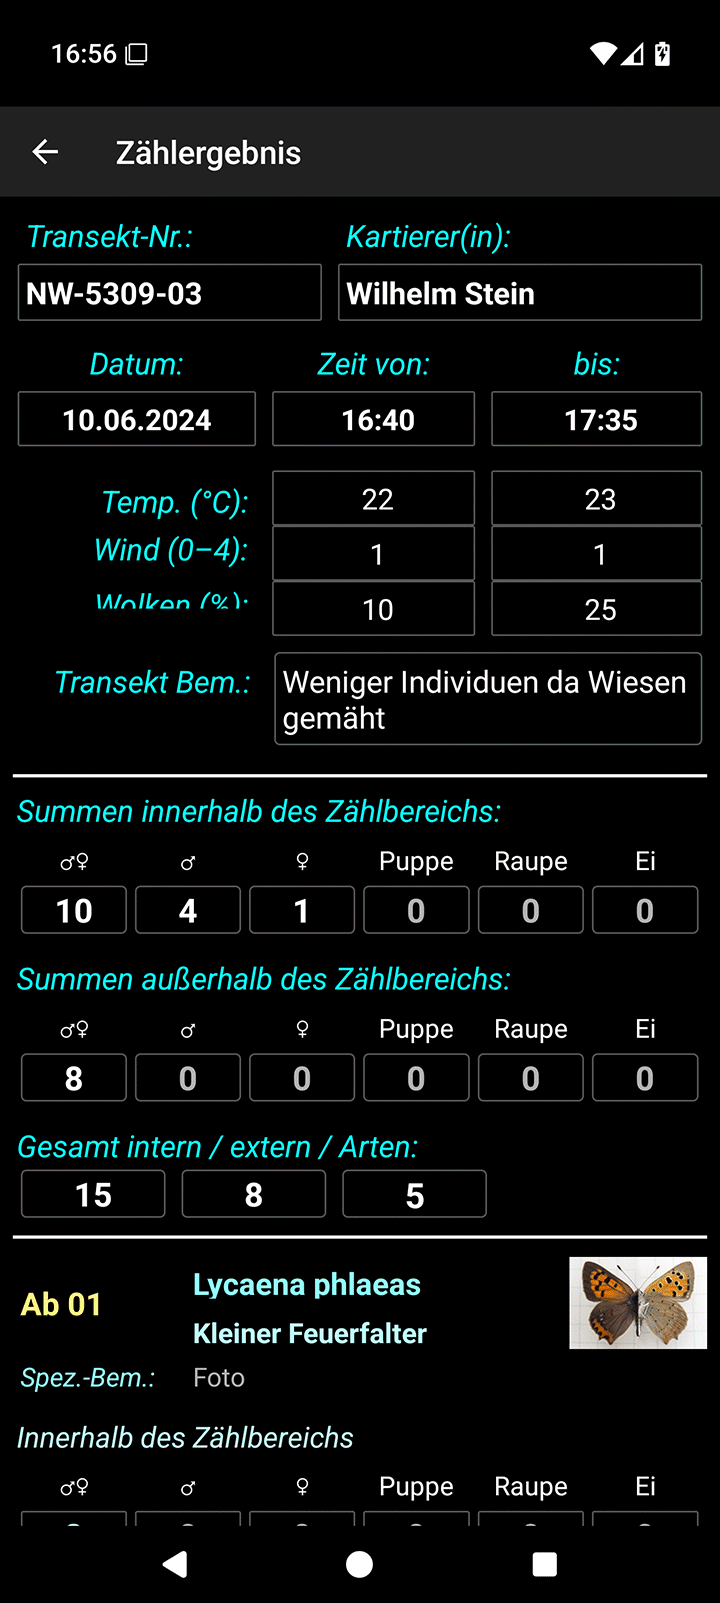 16:56
Zählergebnis
Transekt-Nr.: Kartierer(in):
NW-5309-03 Wilhelm Stein
Datum: Zeit von: bis:
10.06.2024 16:40 17:35
Temp. (°C): 22 23
Wind (0–4): 1 1
Wolken (%): 10 25
Transekt Bem.: Weniger Individuen da Wiesen
gemäht
Summen innerhalb des Zählbereichs:
♂♀ ♂ ♀ Puppe Raupe Ei
10 4 1 0 0 0
Summen außerhalb des Zählbereichs:
♂♀ ♂ ♀ Puppe Raupe Ei
8 0 0 0 0 0
Gesamt intern / extern / Arten:
15 8 5
Ab 01 Lycaena phlaeas
Kleiner Feuerfalter
Spez.-Bem.: Foto
Innerhalb des Zählbereichs
♂♀ ♂ ♀ Puppe Raupe Ei